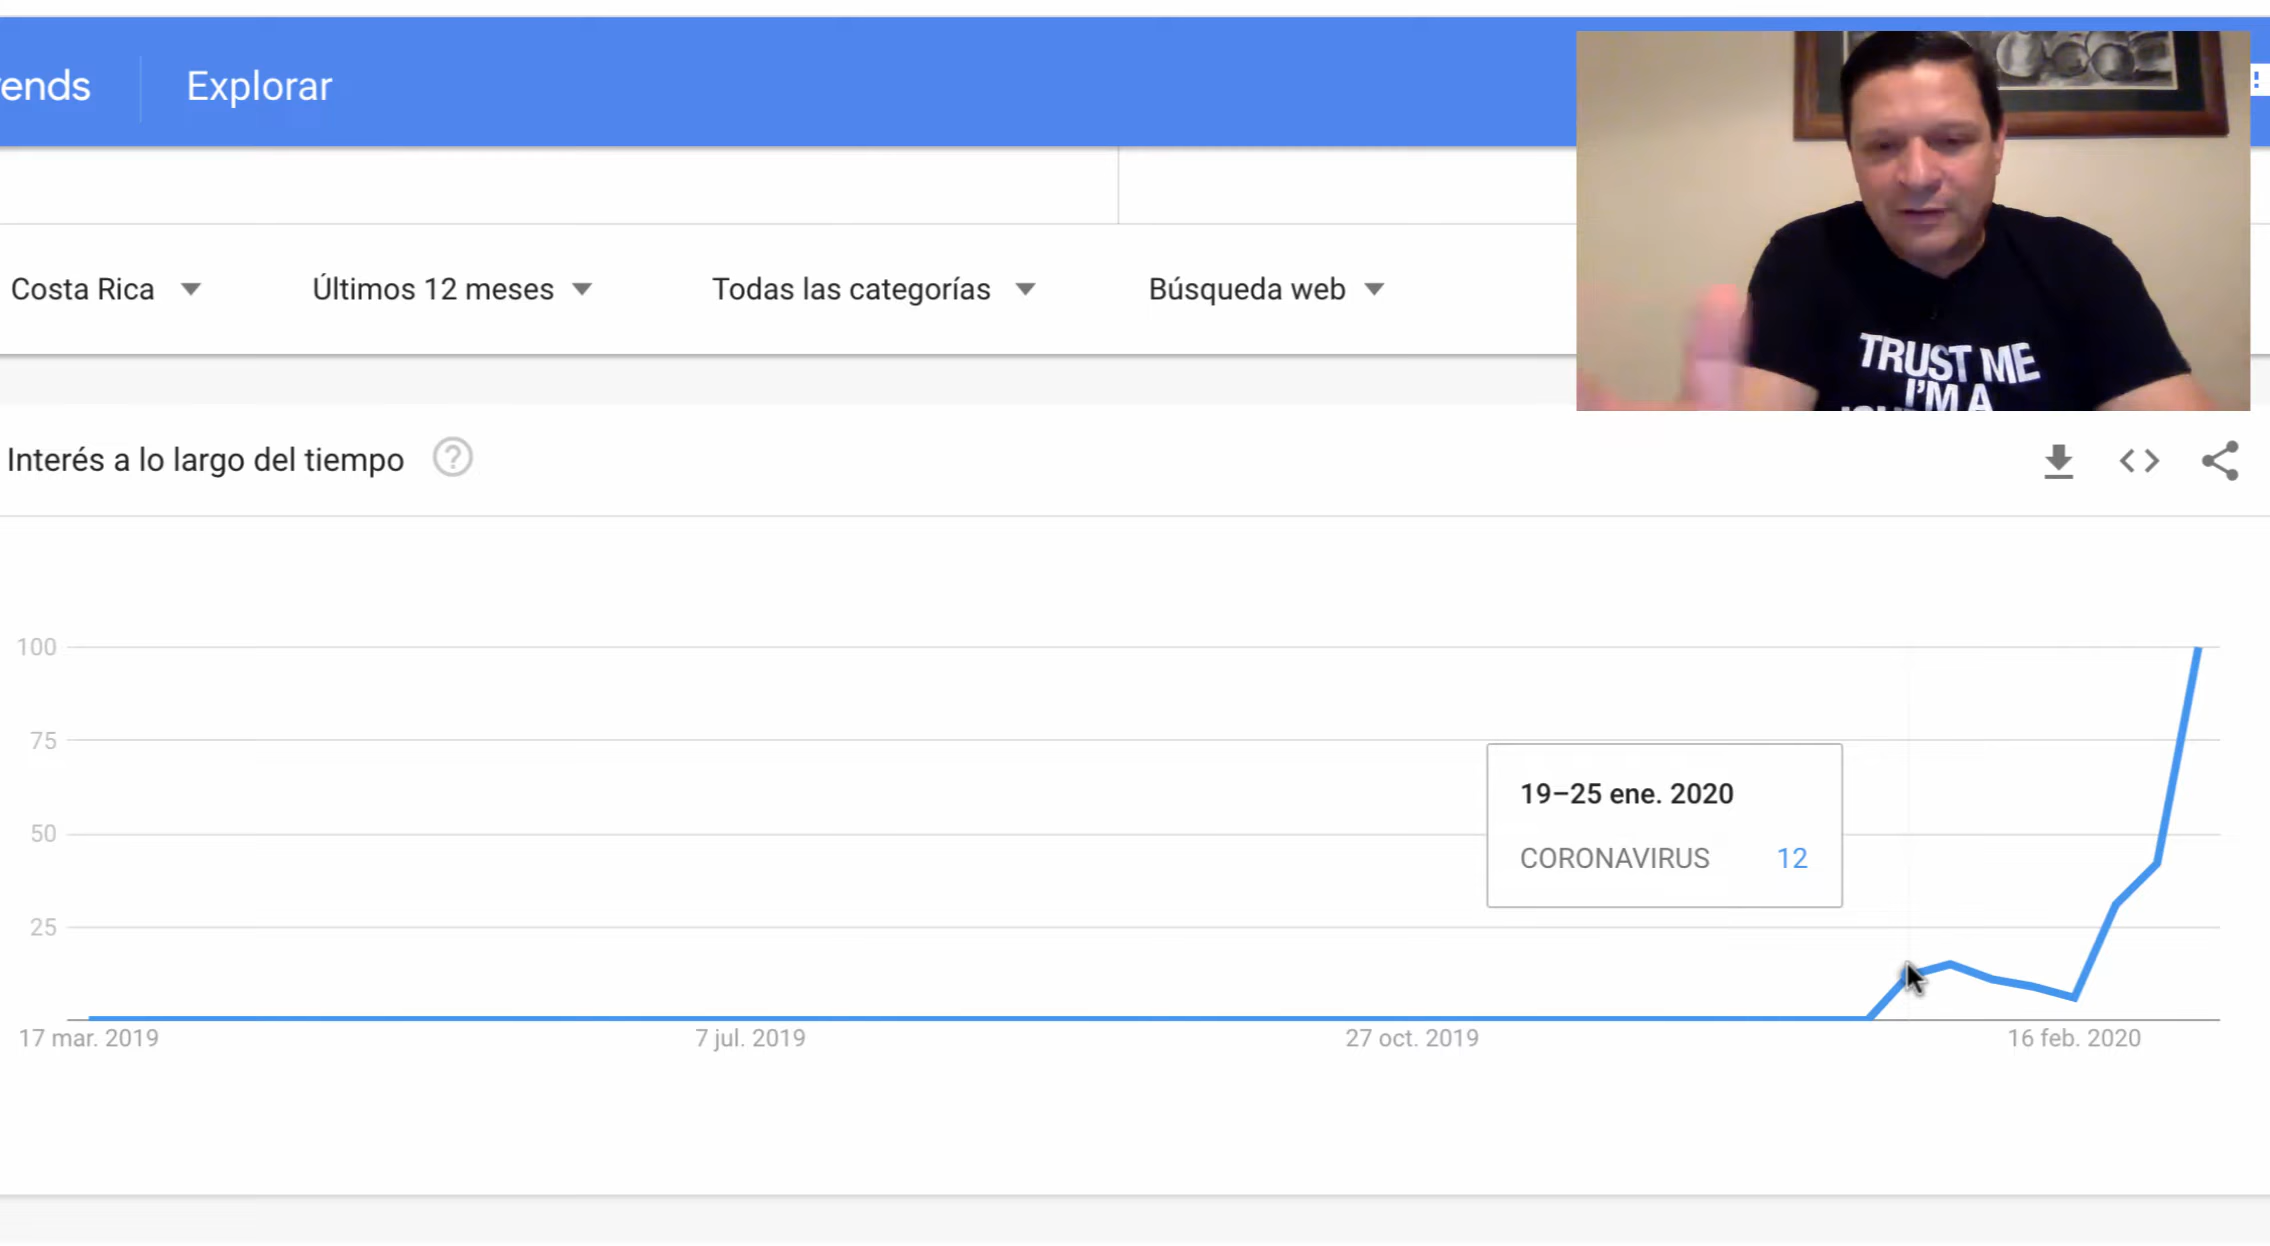 Explorar
Costa Rica
Últimos 12 meses
Todas las categorías
Búsqueda web
TRUST ME
I'M A
Interés a lo largo del tiempo
100
75
50
25
19–25 ene. 2020
CORONAVIRUS 12
17 mar. 2019
7 jul. 2019
27 oct. 2019
16 feb. 2020